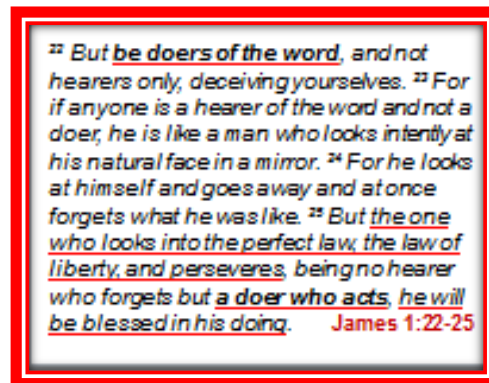 ²² But be doers of the word, and not
hearers only, deceiving yourselves. ²³ For
if anyone is a hearer of the word and not a
doer, he is like a man who looks intently at
his natural face in a mirror. ²⁴ For he looks
at himself and goes away and at once
forgets what he was like. ²⁵ But the one
who looks into the perfect law, the law of
liberty, and perseveres, being no hearer
who forgets but a doer who acts, he will
be blessed in his doing. James 1:22-25